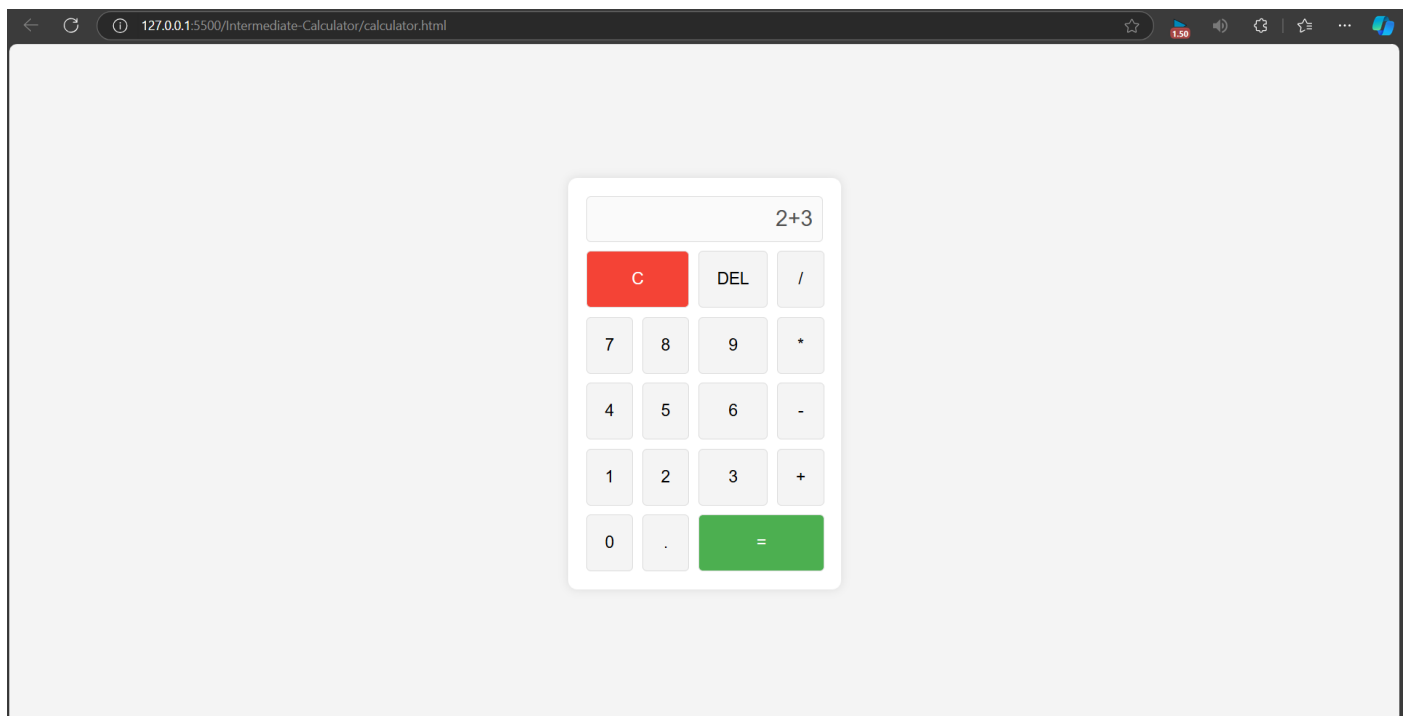 127.0.0.1:5500/Intermediate-Calculator/calculator.html
1.50
2+3
C DEL /
7 8 9 *
4 5 6 -
1 2 3 +
0 . =